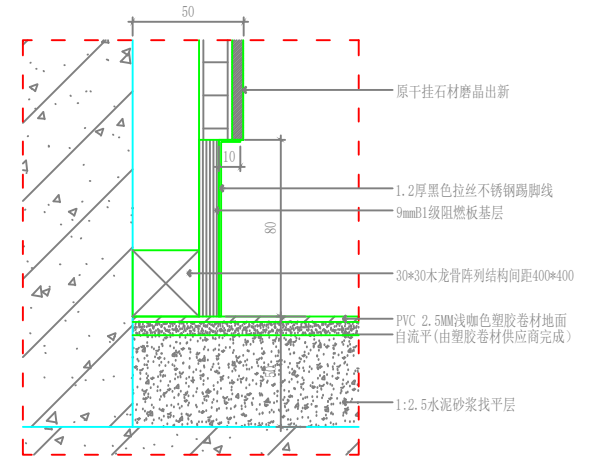 50
原干挂石材磨晶出新
10
1.2厚黑色拉丝不锈钢踢脚线
9mmB1级阻燃板基层
80
30*30木龙骨阵列结构间距400*400
PVC 2.5MM浅咖色塑胶卷材地面
自流平(由塑胶卷材供应商完成)
1:2.5水泥砂浆找平层